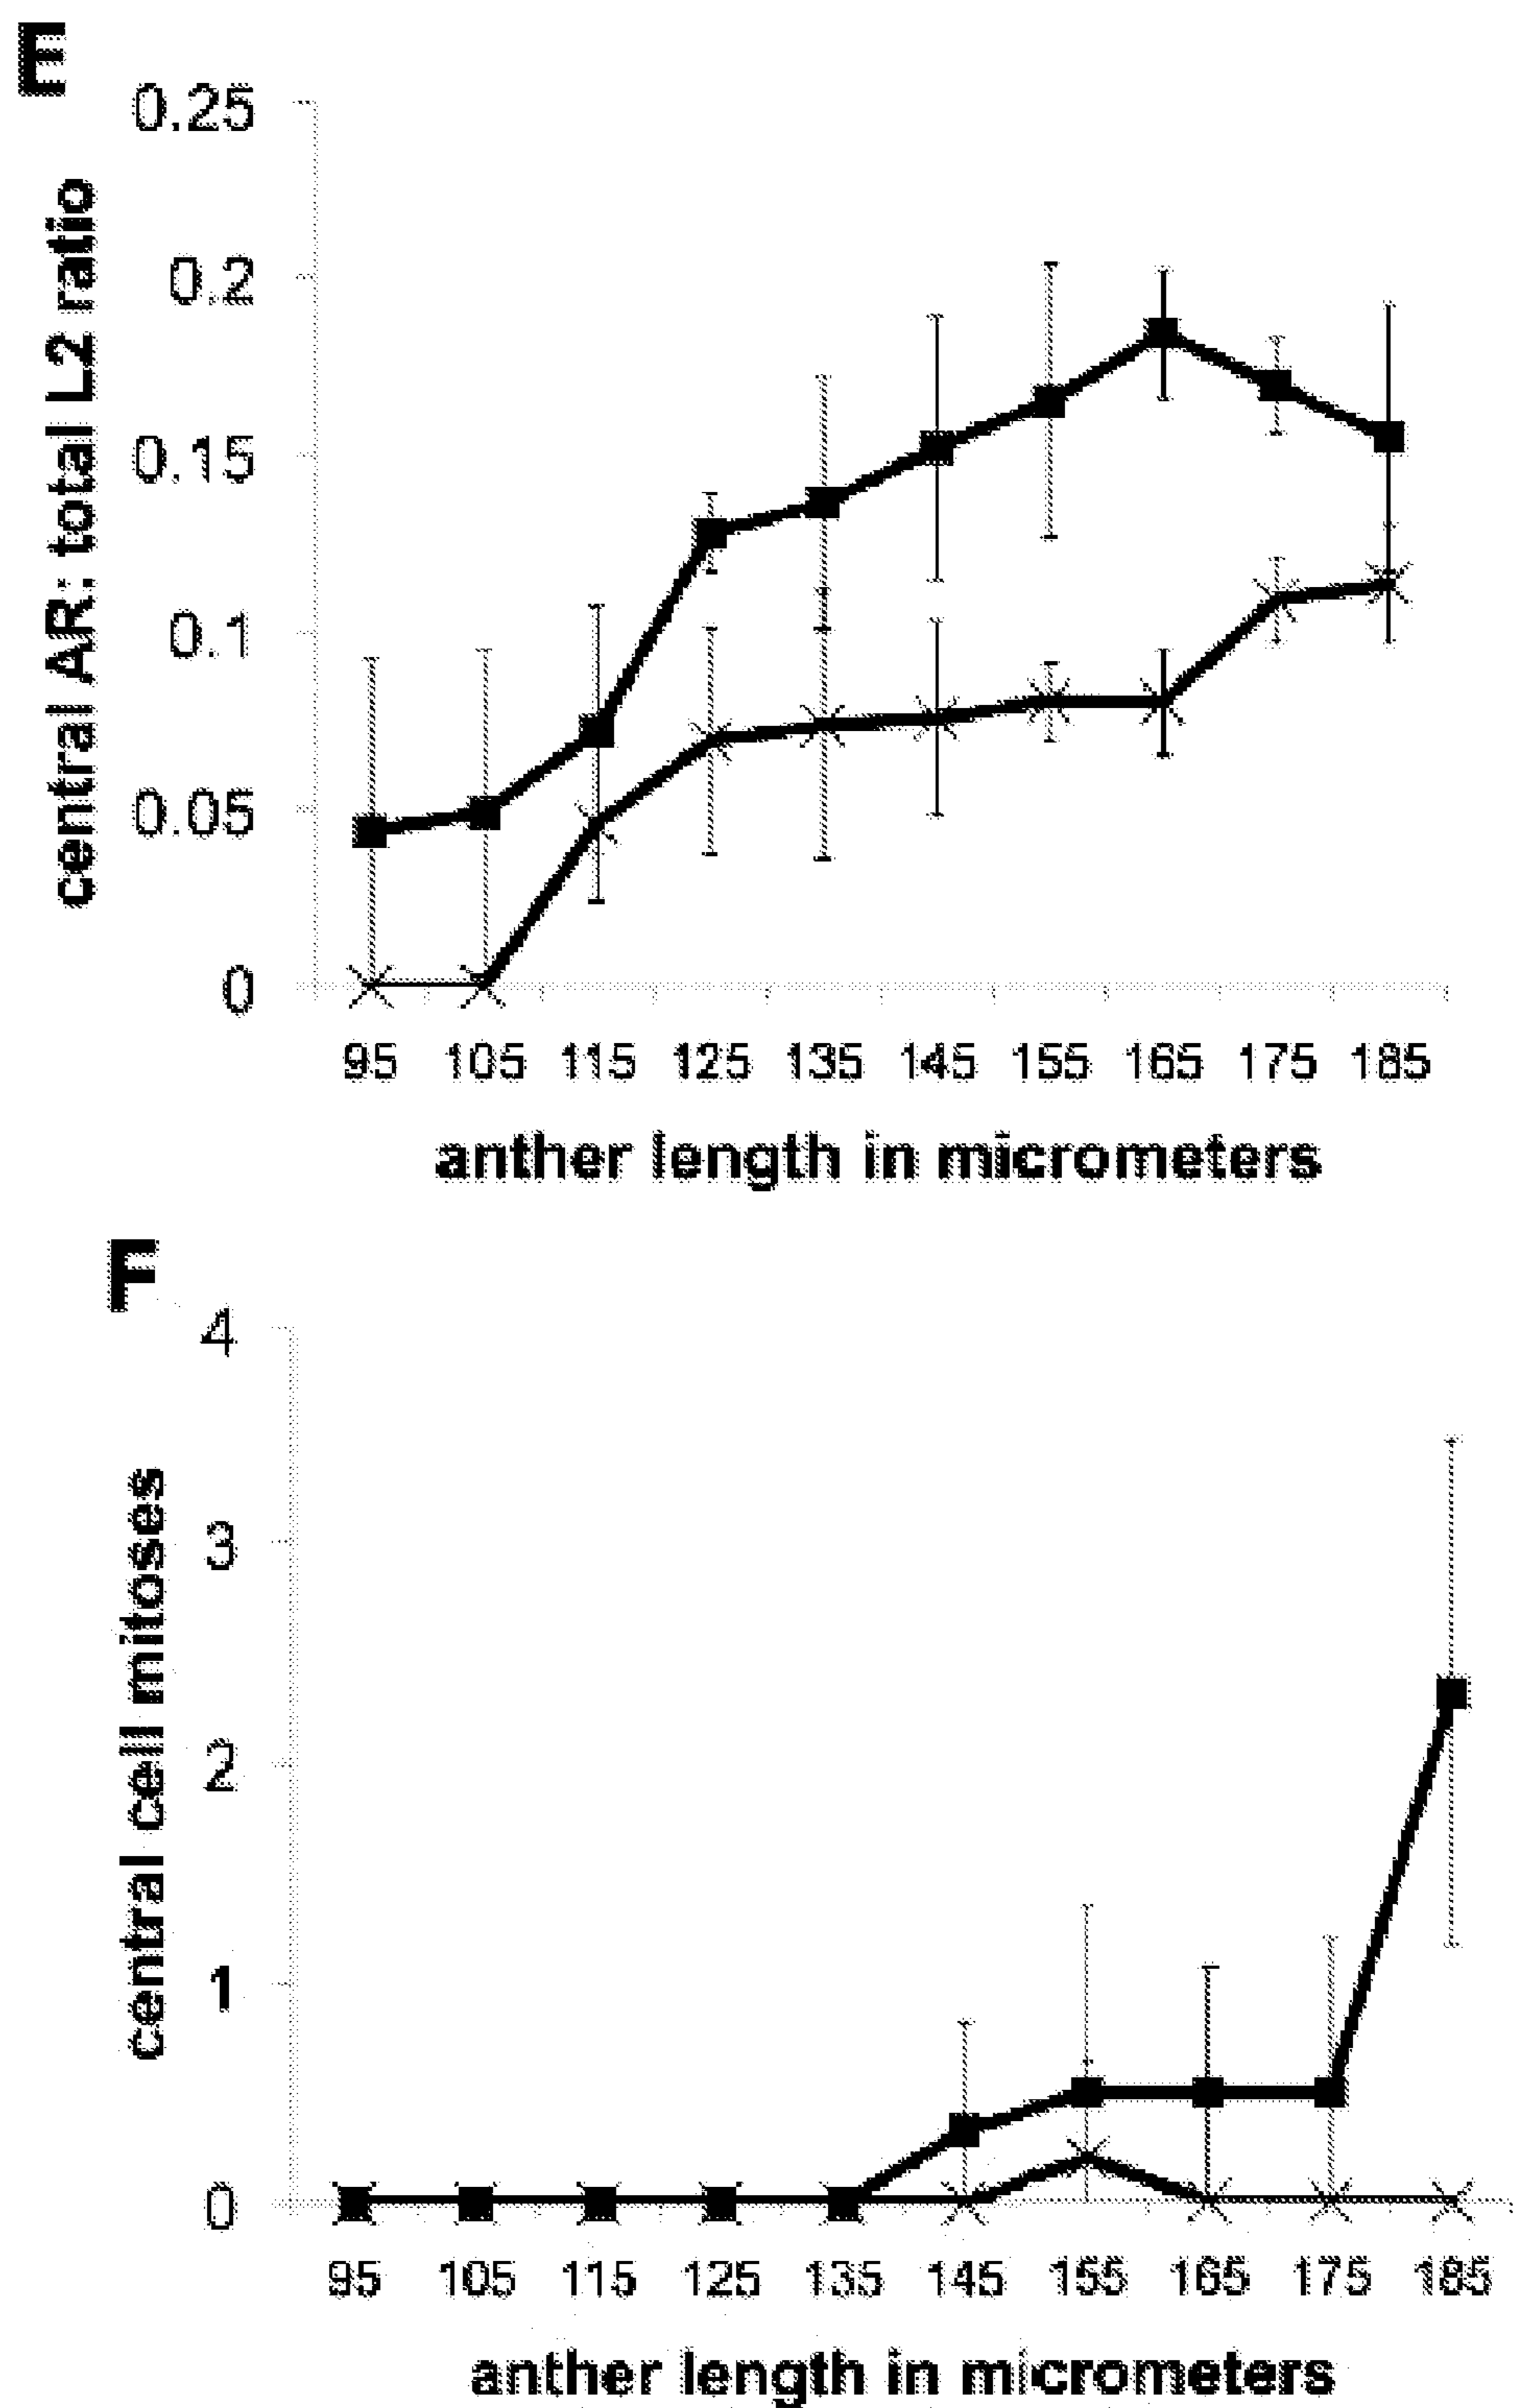 E
0.25
0.2
0.15
0.1
0.05
0
central AR: total L2 ratio
95 105 115 125 135 145 155 165 175 185
anther length in micrometers
F
4
3
2
1
0
central cell mitoses
95 105 115 125 135 145 155 165 175 185
anther length in micrometers